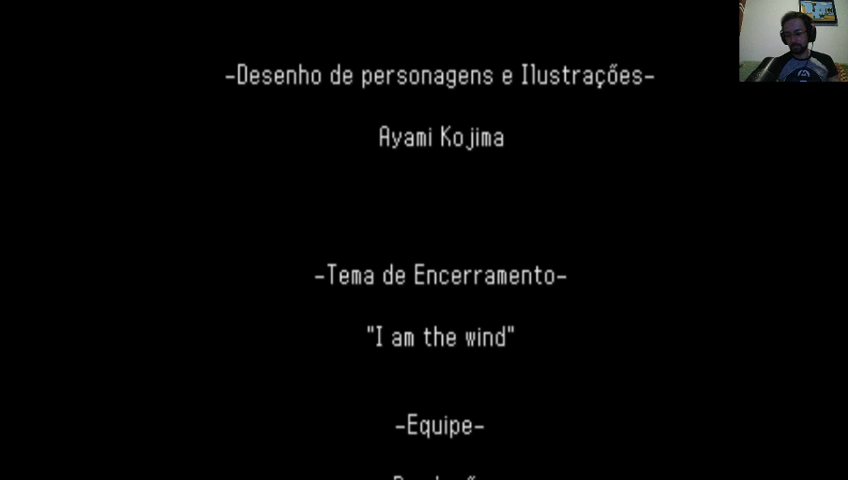 -Desenho de personagens e Ilustrações-
Ayami Kojima
-Tema de Encerramento-
"I am the wind"
-Equipe-